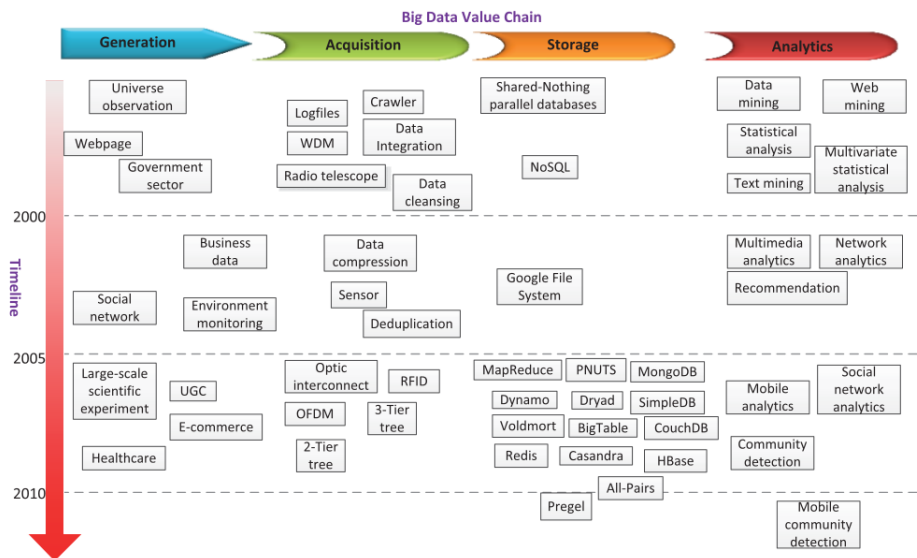 Big Data Value Chain
Generation
Acquisition
Storage
Analytics
Timeline
Universe
observation
Webpage
Government
sector
Logfiles
Crawler
WDM
Data
Integration
Radio telescope
Data
cleansing
Shared-Nothing
parallel databases
NoSQL
Data
mining
Web
mining
Statistical
analysis
Multivariate
statistical
analysis
Text mining
2000
Business
data
Social
network
Environment
monitoring
Data
compression
Sensor
Deduplication
Google File
System
Multimedia
analytics
Network
analytics
Recommendation
2005
Large-scale
scientific
experiment
UGC
E-commerce
Healthcare
Optic
interconnect
RFID
OFDM
3-Tier
tree
2-Tier
tree
MapReduce
PNUTS
MongoDB
Dynamo
Dryad
SimpleDB
Voldmort
BigTable
CouchDB
Redis
Casandra
HBase
All-Pairs
Mobile
analytics
Social
network
analytics
Community
detection
2010
Pregel
Mobile
community
detection